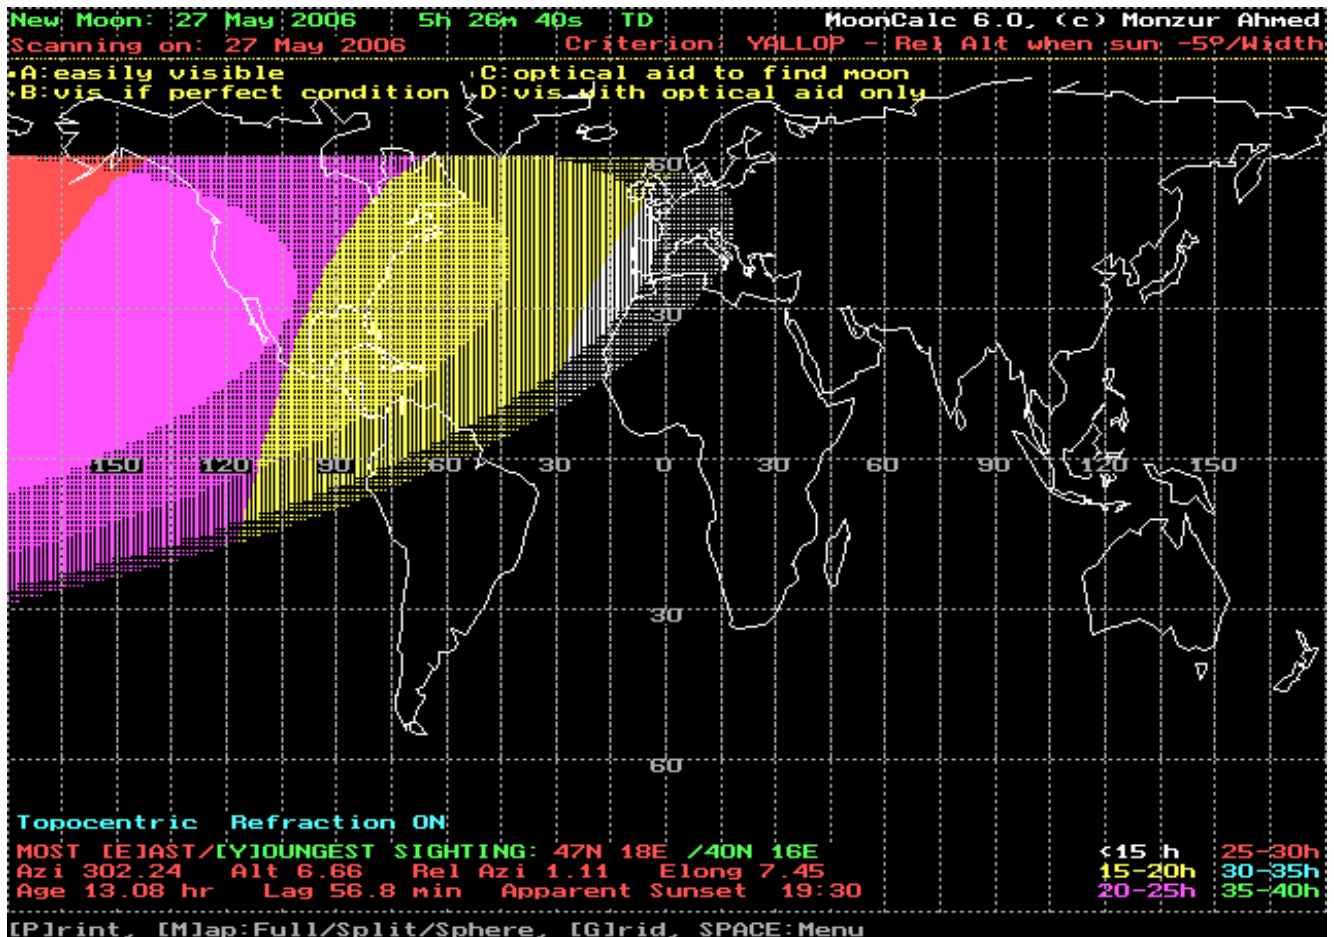 New Moon: 27 May 2006 5h 26m 40s TD MoonCalc 6.0, (c) Monzur Ahmed
Scanning on: 27 May 2006 Criterion: YALLOP - Rel Alt when sun -5º/Width
A:easily visible C:optical aid to find moon
B:vis if perfect condition D:vis with optical aid only
60
30
150 120 90 60 30 0 30 60 90 120 150
30
60
Topocentric Refraction ON
MOST [E]AST/[Y]OUNGEST SIGHTING: 47N 18E /40N 16E <15 h 25-30h
Azi 302.24 Alt 6.66 Rel Azi 1.11 Elong 7.45 15-20h 30-35h
Age 13.08 hr Lag 56.8 min Apparent Sunset 19:30 20-25h 35-40h
[P]rint, [M]ap:Full/Split/Sphere, [G]rid, SPACE:Menu